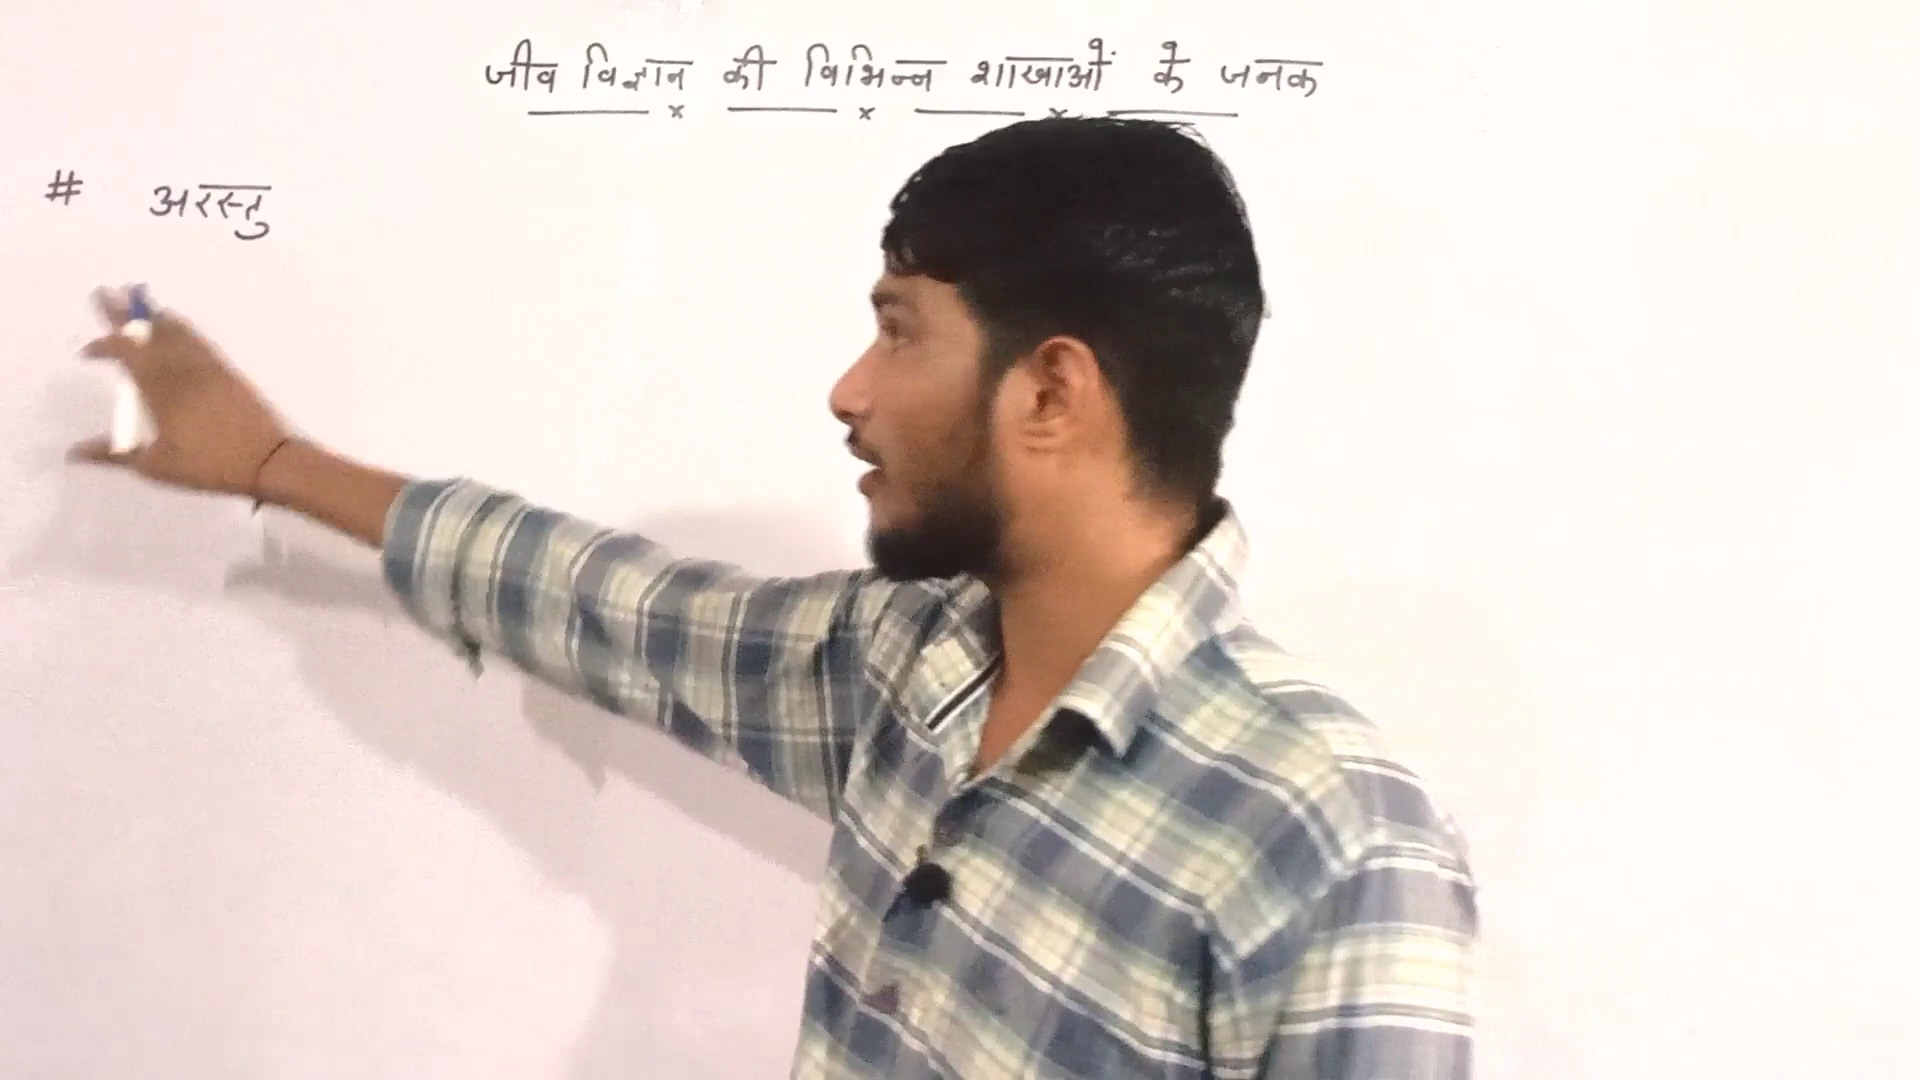 जीव विज्ञान की विभिन्न शाखाओं के जनक
# अरस्तु